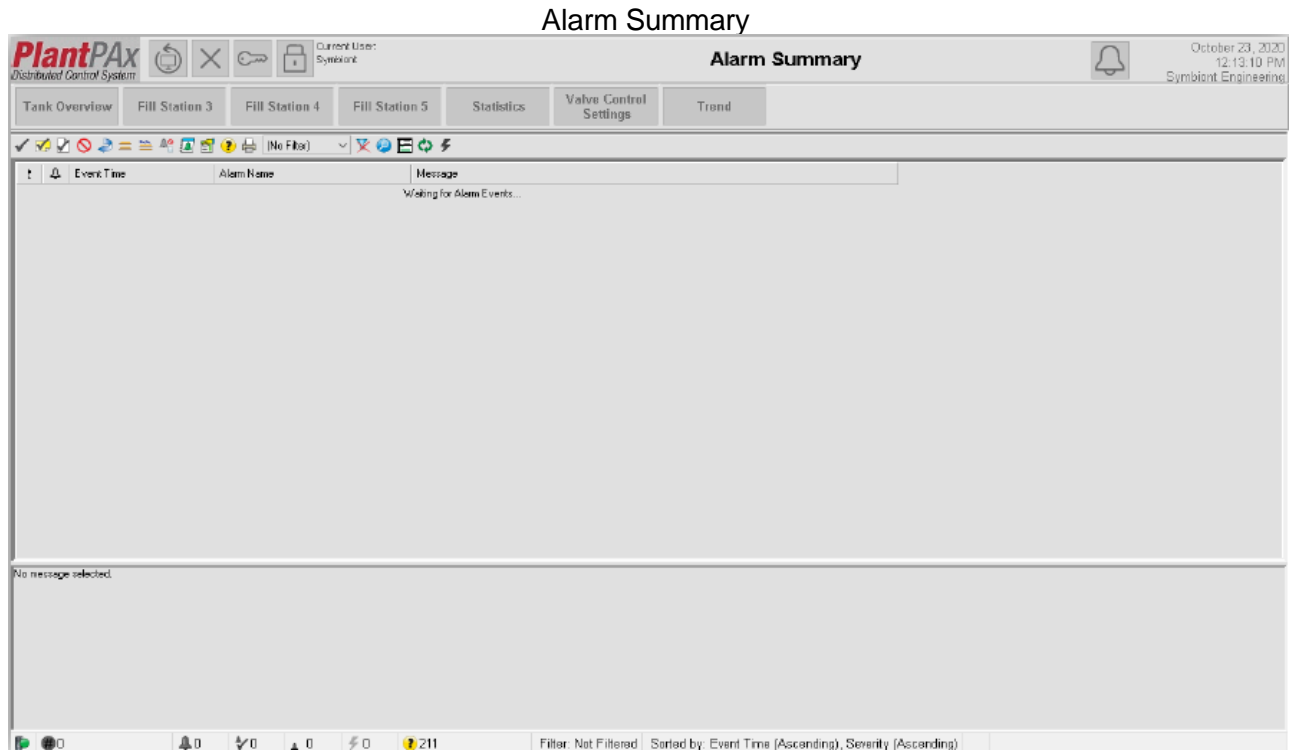 Alarm Summary
PlantPAx
Distributed Control System
Current User:
Symbiont
Alarm Summary
October 23, 2020
12:13:10 PM
Symbiont Engineering
Tank Overview
Fill Station 3
Fill Station 4
Fill Station 5
Statistics
Valve Control
Settings
Trend
(No Filter)
! Event Time Alarm Name Message
Waiting for Alarm Events...
No message selected.
0 0 0 0 0 211 Filter: Not Filtered Sorted by: Event Time (Ascending), Severity (Ascending)